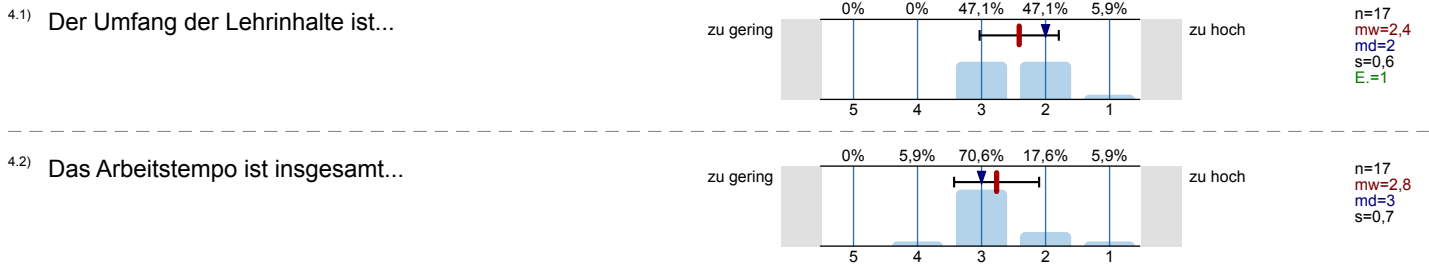 4.1) Der Umfang der Lehrinhalte ist...
zu gering
0% 0% 47,1% 47,1% 5,9%
5 4 3 2 1
zu hoch
n=17
mw=2,4
md=2
s=0,6
E.=1
4.2) Das Arbeitstempo ist insgesamt...
zu gering
0% 5,9% 70,6% 17,6% 5,9%
5 4 3 2 1
zu hoch
n=17
mw=2,8
md=3
s=0,7